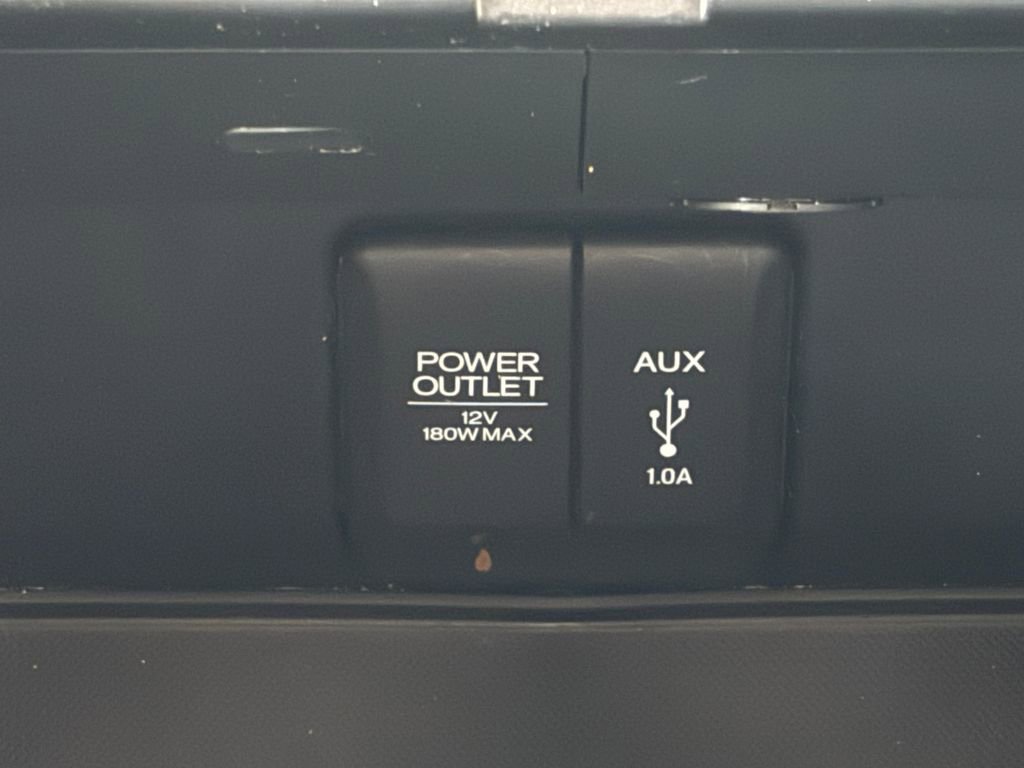 POWER
OUTLET
12V
180W MAX
AUX
1.0A